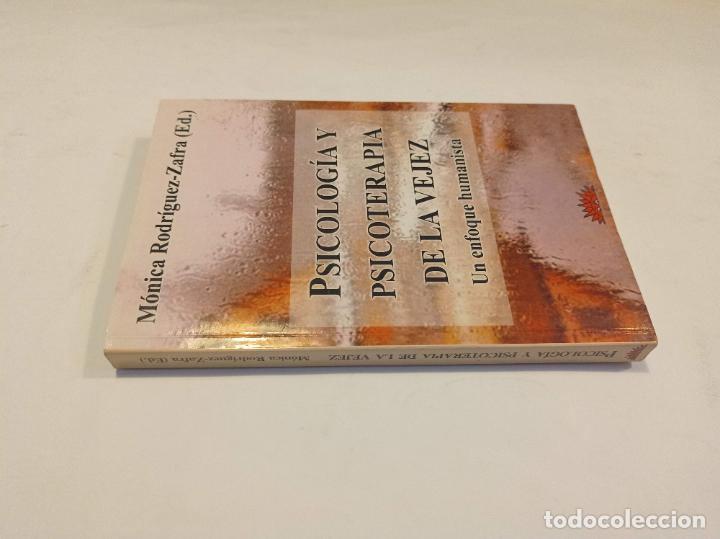 Mónica Rodríguez-Zafra (Ed.)
PSICOLOGÍA Y
PSICOTERAPIA
DE LA VEJEZ
Un enfoque humanista
Mónica Rodríguez-Zafra (Ed.) PSICOLOGÍA Y PSICOTERAPIA DE LA VEJEZ
todocoleccion.net